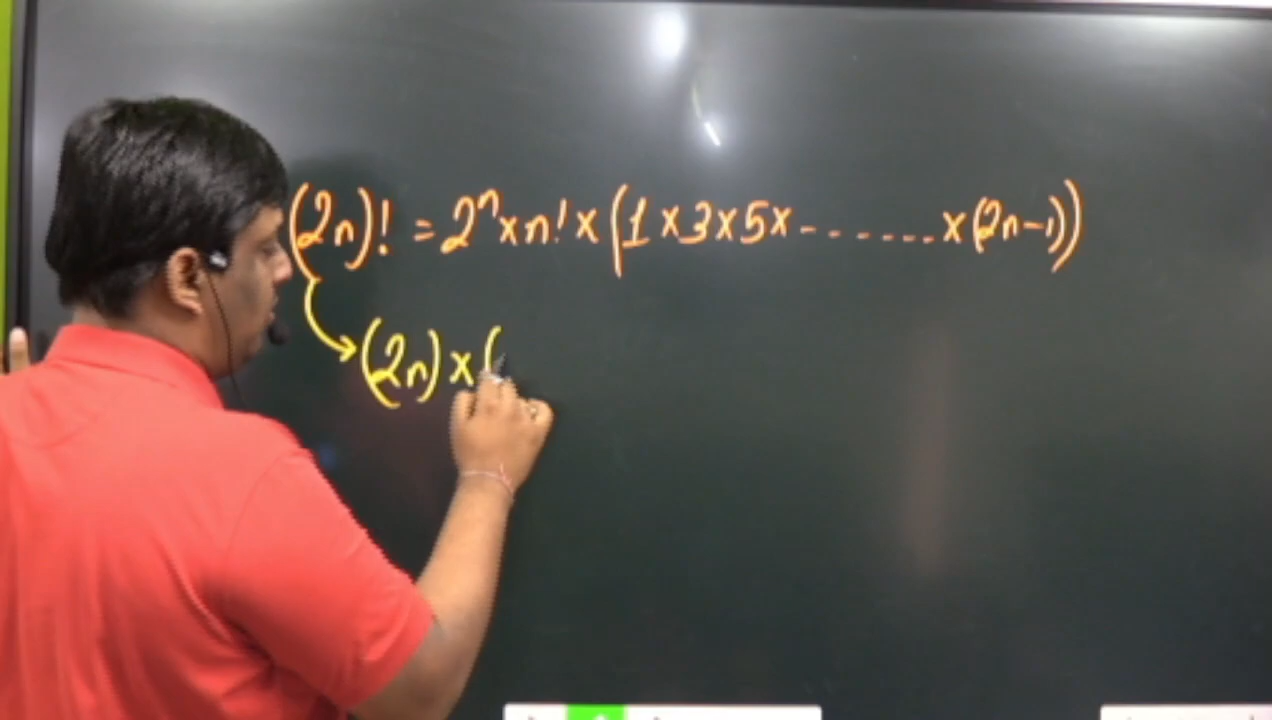 (2n)! = 2ⁿ × n! × (1 × 3 × 5 × - - - - - - × (2n-1))
(2n) × (